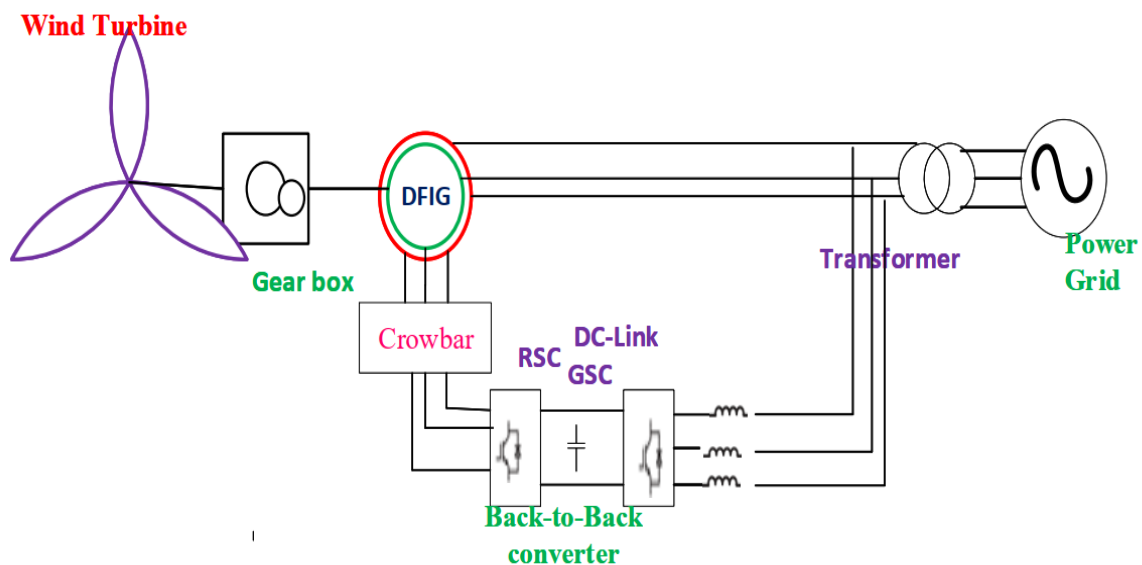 Wind Turbine
DFIG
Gear box
Transformer
Power
Grid
Crowbar
RSC
DC-Link
GSC
Back-to-Back
converter